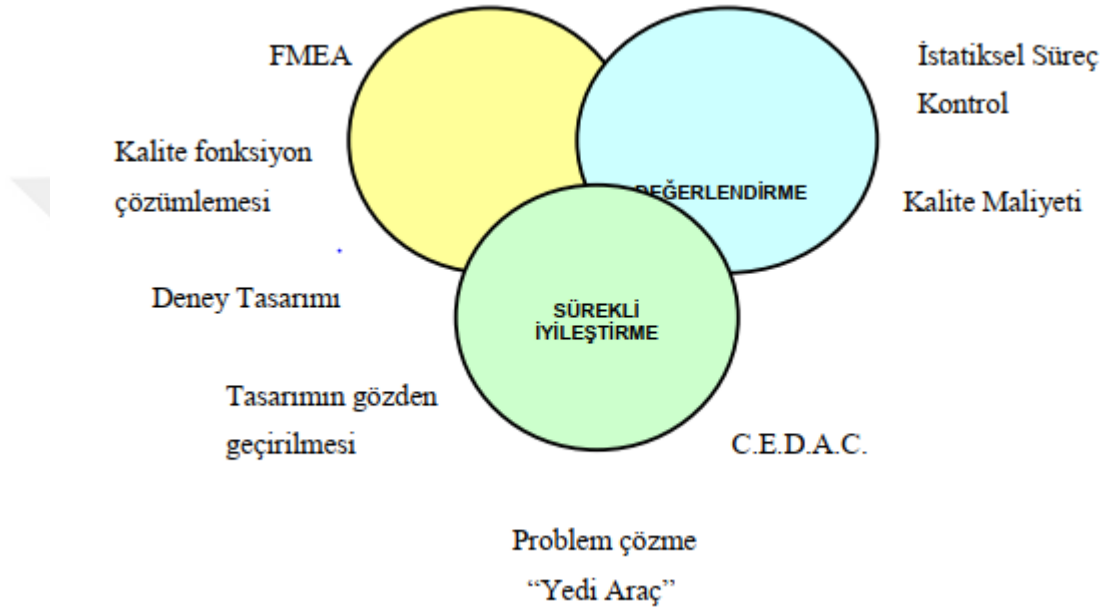 FMEA
İstatiksel Süreç
Kontrol
Kalite fonksiyon
çözümlemesi
DEĞERLENDİRME
Kalite Maliyeti
Deney Tasarımı
SÜREKLİ
İYİLEŞTİRME
Tasarımın gözden
geçirilmesi
C.E.D.A.C.
Problem çözme
“Yedi Araç”